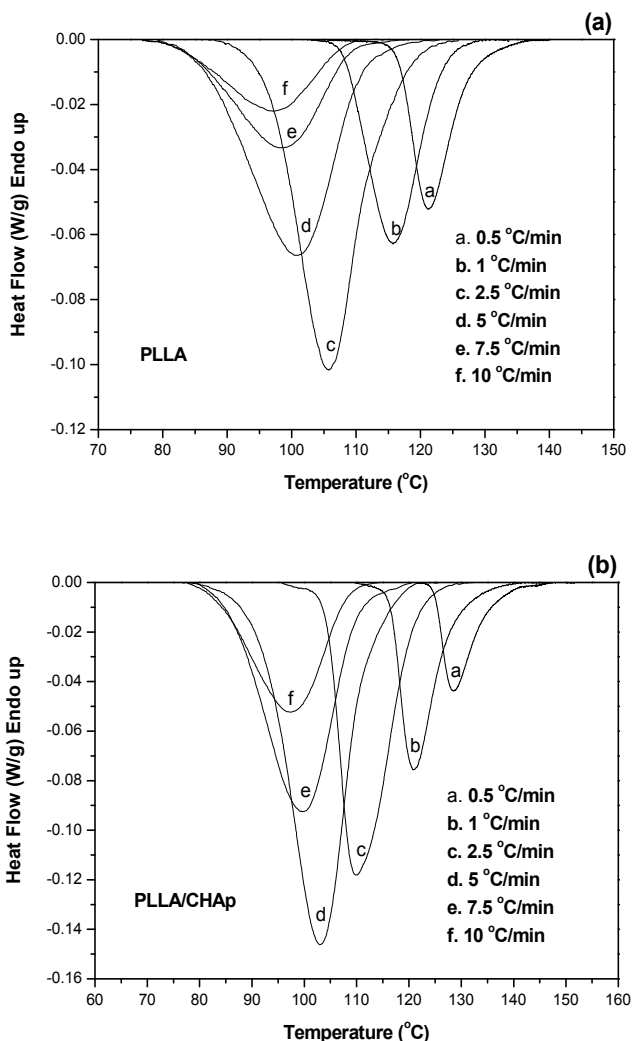 (a)
0.00
-0.02
-0.04
-0.06
-0.08
-0.10
-0.12
Heat Flow (W/g) Endo up
f
e
d
c
b
a
a. 0.5 °C/min
b. 1 °C/min
c. 2.5 °C/min
d. 5 °C/min
e. 7.5 °C/min
f. 10 °C/min
PLLA
70 80 90 100 110 120 130 140 150
Temperature (°C)
(b)
0.00
-0.02
-0.04
-0.06
-0.08
-0.10
-0.12
-0.14
-0.16
Heat Flow (W/g) Endo up
f
e
d
c
b
a
a. 0.5 °C/min
b. 1 °C/min
c. 2.5 °C/min
d. 5 °C/min
e. 7.5 °C/min
f. 10 °C/min
PLLA/CHAp
60 70 80 90 100 110 120 130 140 150 160
Temperature (°C)